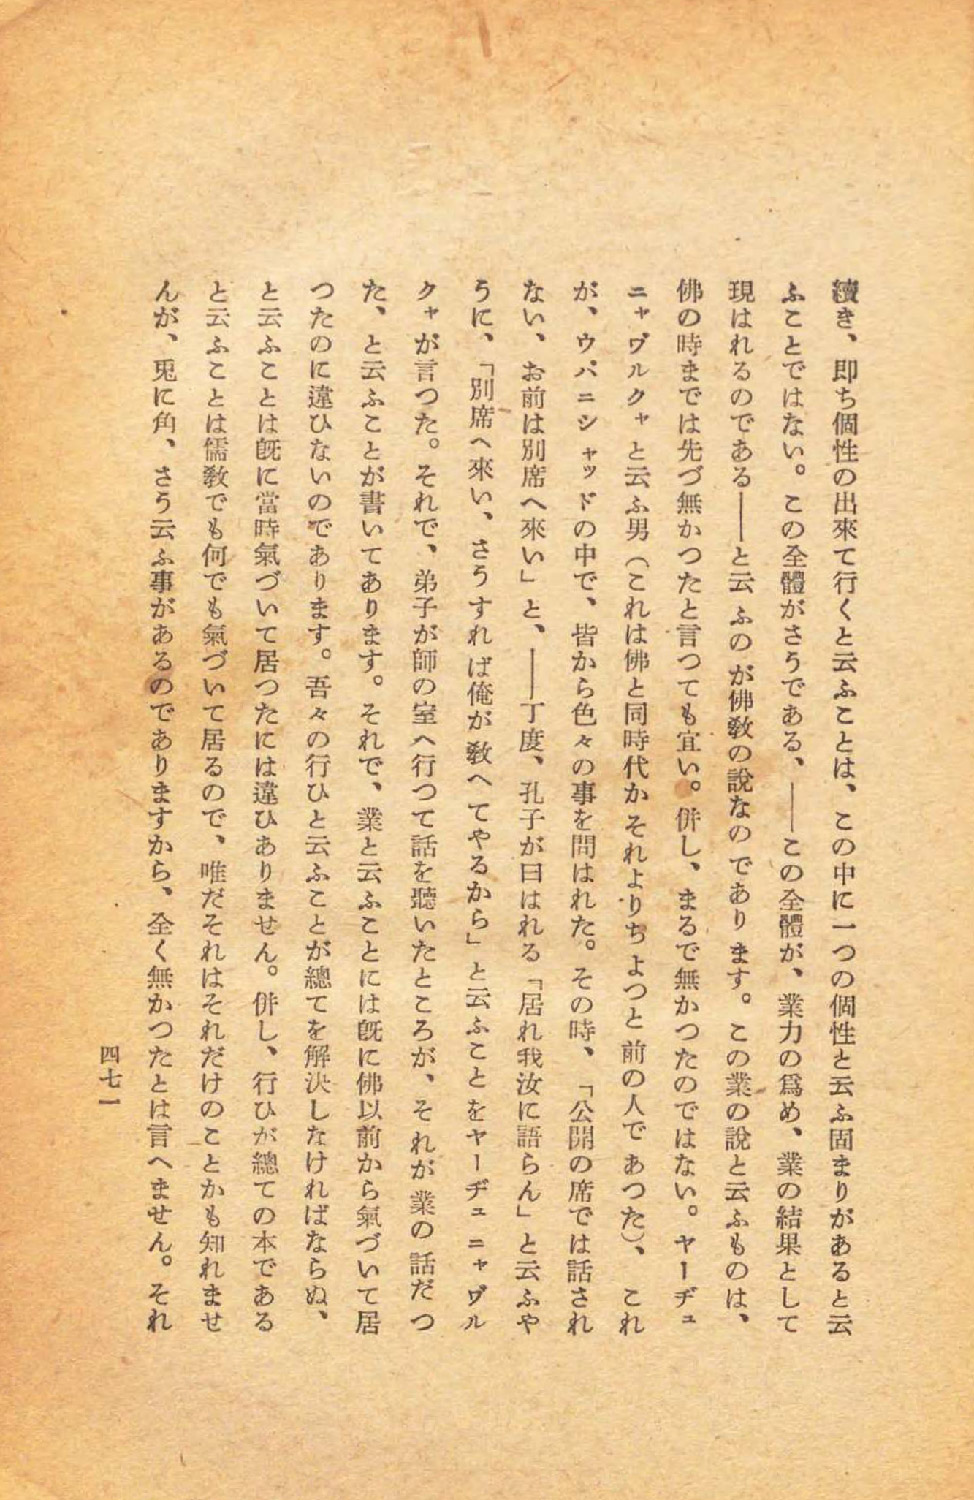 續き、卽ち個性の出來て行くと云ふことは、この中に一つの個性と云ふ固まりがあると云
ふことではない。この全體がさうである、――この全體が、業力の爲め、業の結果として
現はれるのである――と云ふのが佛敎の說なのであります。この業の說と云ふものは、
佛の時までは先づ無かつたと言つても宜い。併し、まるで無かつたのではない。ヤーヂュ
ニャヴルクャと云ふ男（これは佛と同時代かそれよりちよつと前の人であつた）、これ
が、ウパニシャッドの中で、皆から色々の事を問はれた。その時、「公開の席では話され
ない、お前は別席へ來い」と、――丁度、孔子が曰はれる「居れ我汝に語らん」と云ふや
うに、「別席へ來い、さうすれば俺が敎へてやるから」と云ふことをヤーヂュニャヴル
クャが言つた。それで、弟子が師の室へ行つて話を聽いたところが、それが業の話だつ
た、と云ふことが書いてあります。それで、業と云ふことには旣に佛以前から氣づいて居
つたのに違ひないのであります。吾々の行ひと云ふことが總てを解決しなければならぬ、
と云ふことは旣に當時氣づいて居つたには違ひありません。併し、行ひが總ての本である
と云ふことは儒敎でも何でも氣づいて居るので、唯だそれはそれだけのことかも知れませ
んが、兎に角、さう云ふ事があるのでありますから、全く無かつたとは言へません。それ
四七一